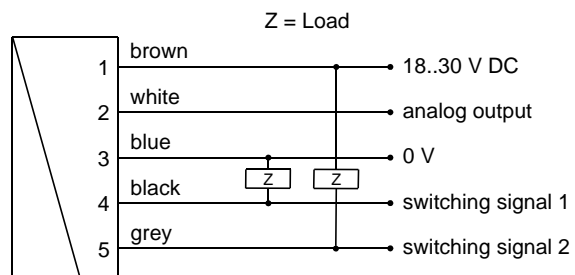 Z = Load
1 brown 18..30 V DC
2 white analog output
3 blue 0 V
Z Z
4 black switching signal 1
5 grey switching signal 2